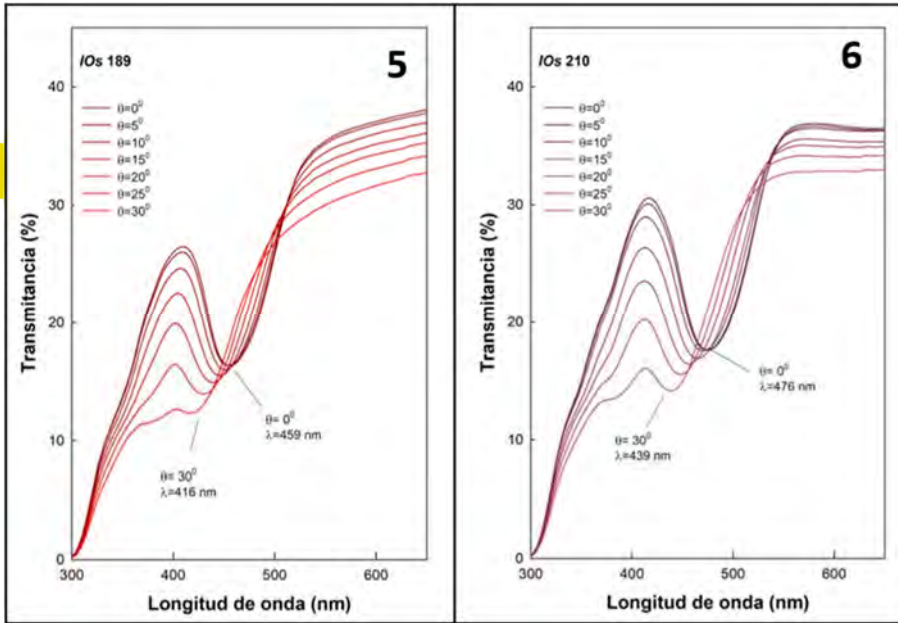 IOs 189
5
40
30
20
10
0
Transmitancia (%)
θ=0⁰
θ=5⁰
θ=10⁰
θ=15⁰
θ=20⁰
θ=25⁰
θ=30⁰
θ= 0⁰
λ=459 nm
θ= 30⁰
λ=416 nm
300
400
500
600
Longitud de onda (nm)
IOs 210
6
40
30
20
10
0
Transmitancia (%)
θ=0⁰
θ=5⁰
θ=10⁰
θ=15⁰
θ=20⁰
θ=25⁰
θ=30⁰
θ= 0⁰
λ=476 nm
θ= 30⁰
λ=439 nm
300
400
500
600
Longitud de onda (nm)